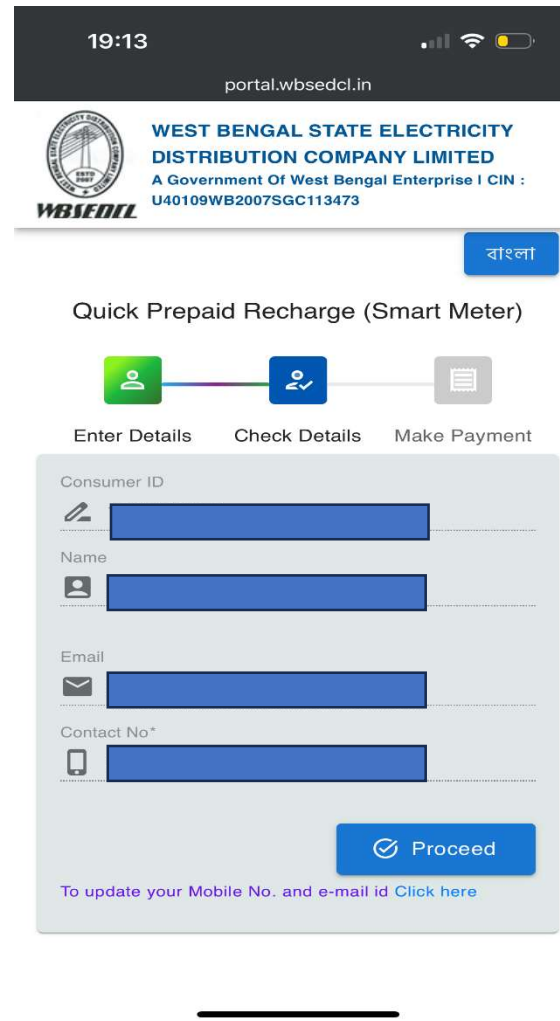 19:13
portal.wbsedcl.in
WEST BENGAL STATE ELECTRICITY
DISTRIBUTION COMPANY LIMITED
A Government Of West Bengal Enterprise I CIN :
U40109WB2007SGC113473
WBSEDCL
বাংলা
Quick Prepaid Recharge (Smart Meter)
Enter Details Check Details Make Payment
Consumer ID
Name
Email
Contact No*
Proceed
To update your Mobile No. and e-mail id Click here